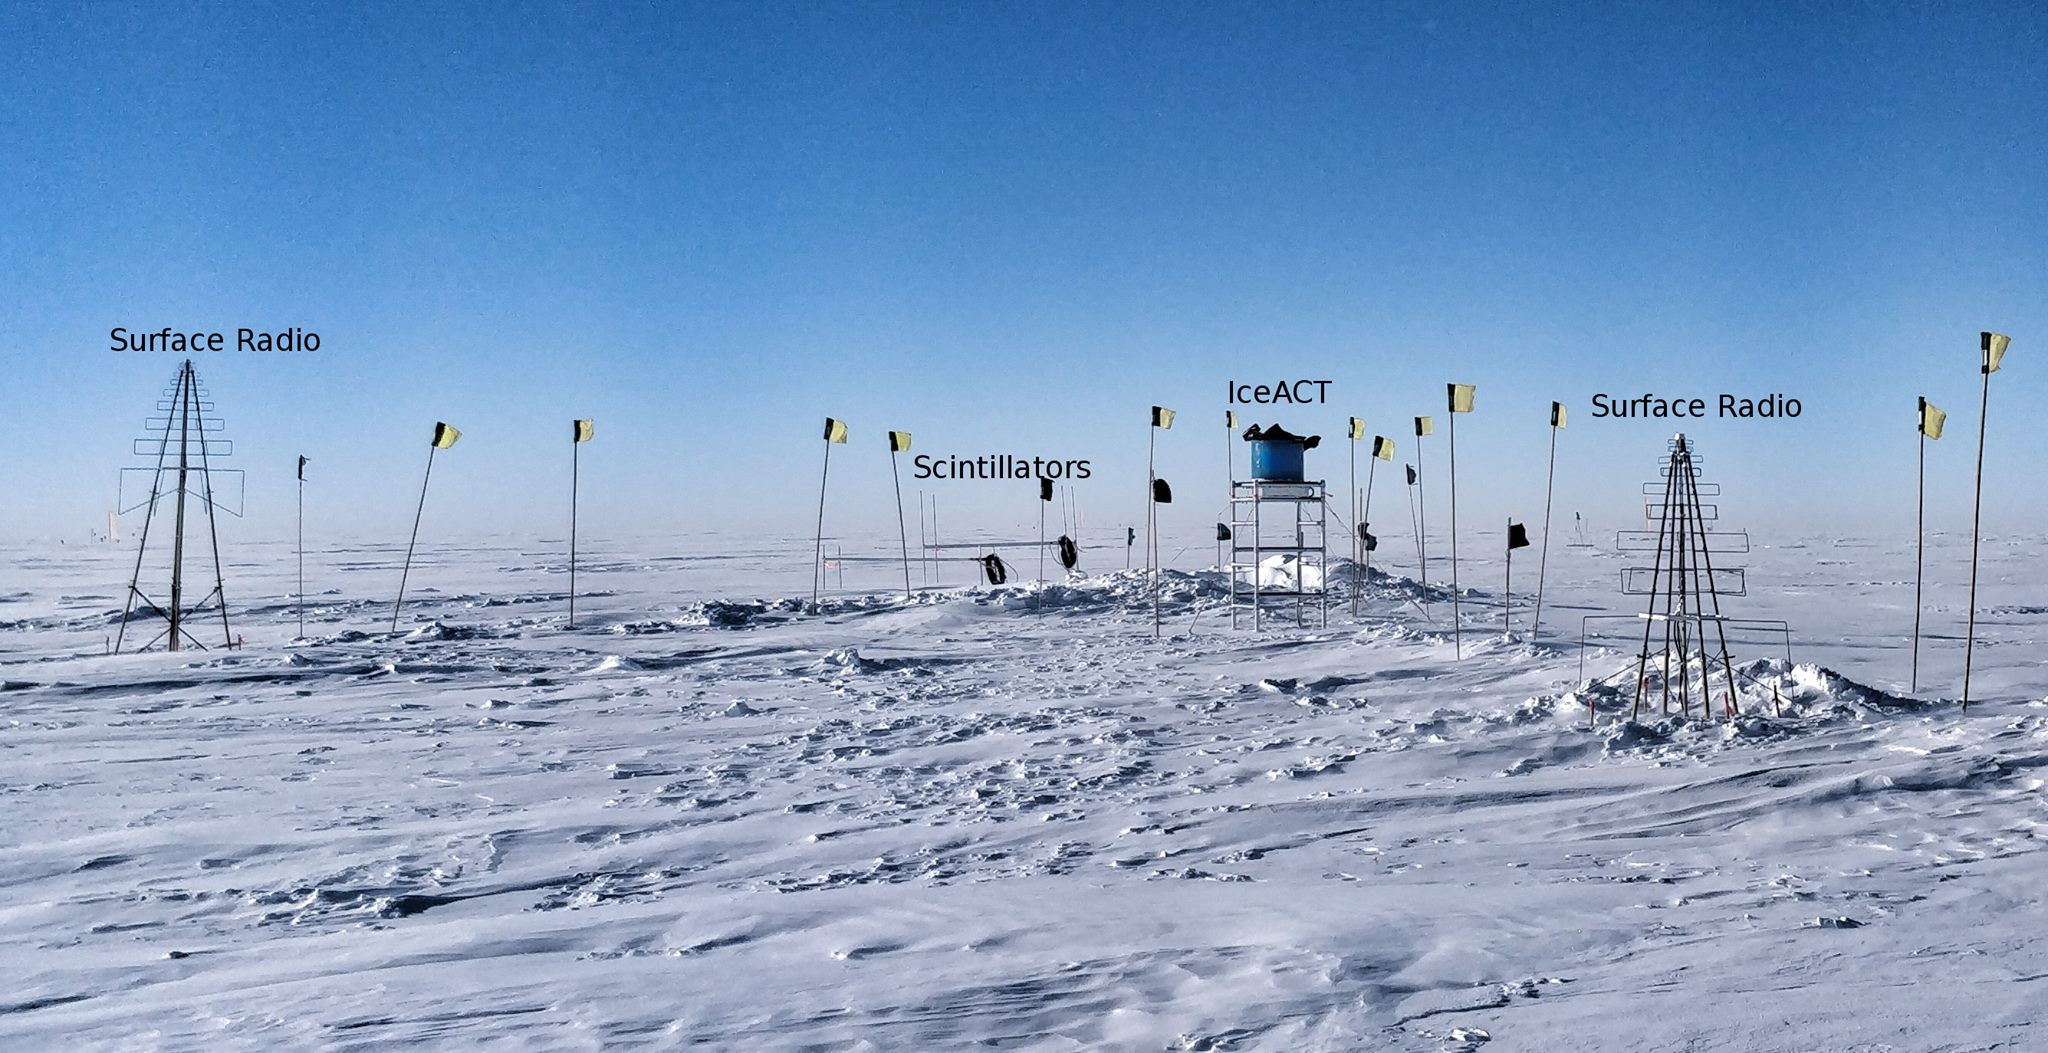 Surface Radio
IceACT
Surface Radio
Scintillators